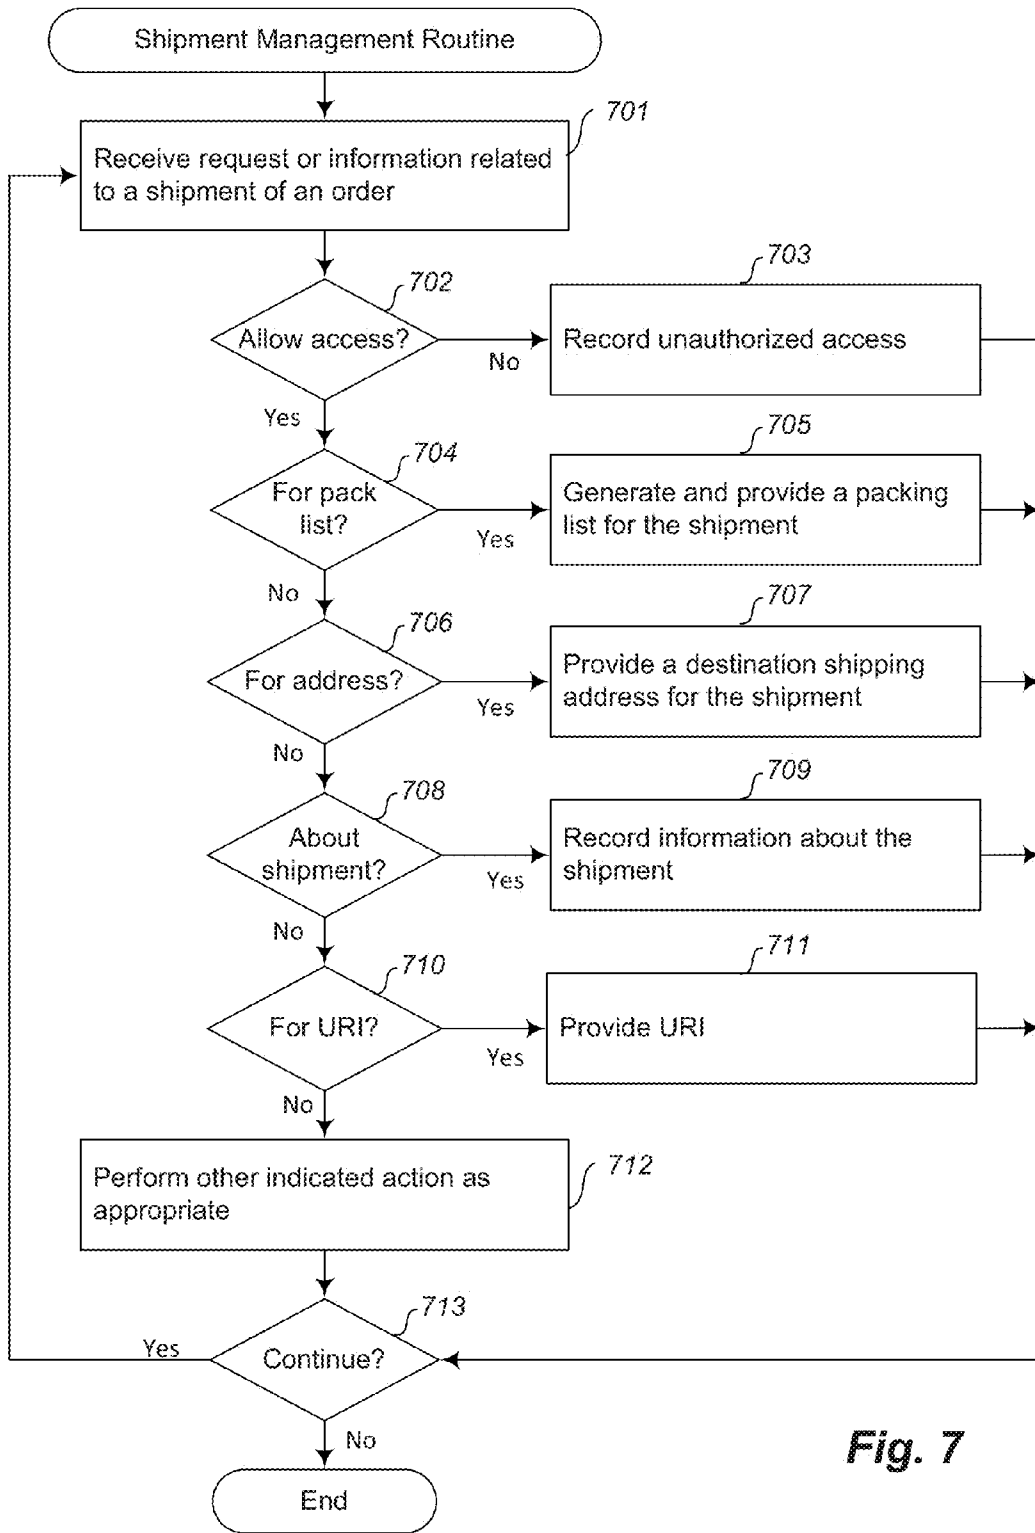 Shipment Management Routine
701
Receive request or information related
to a shipment of an order
702
Allow access?
No
703
Record unauthorized access
Yes
704
For pack
list?
Yes
705
Generate and provide a packing
list for the shipment
No
706
For address?
Yes
707
Provide a destination shipping
address for the shipment
No
708
About
shipment?
Yes
709
Record information about the
shipment
No
710
For URI?
Yes
711
Provide URI
No
712
Perform other indicated action as
appropriate
713
Continue?
Yes
No
End
Fig. 7